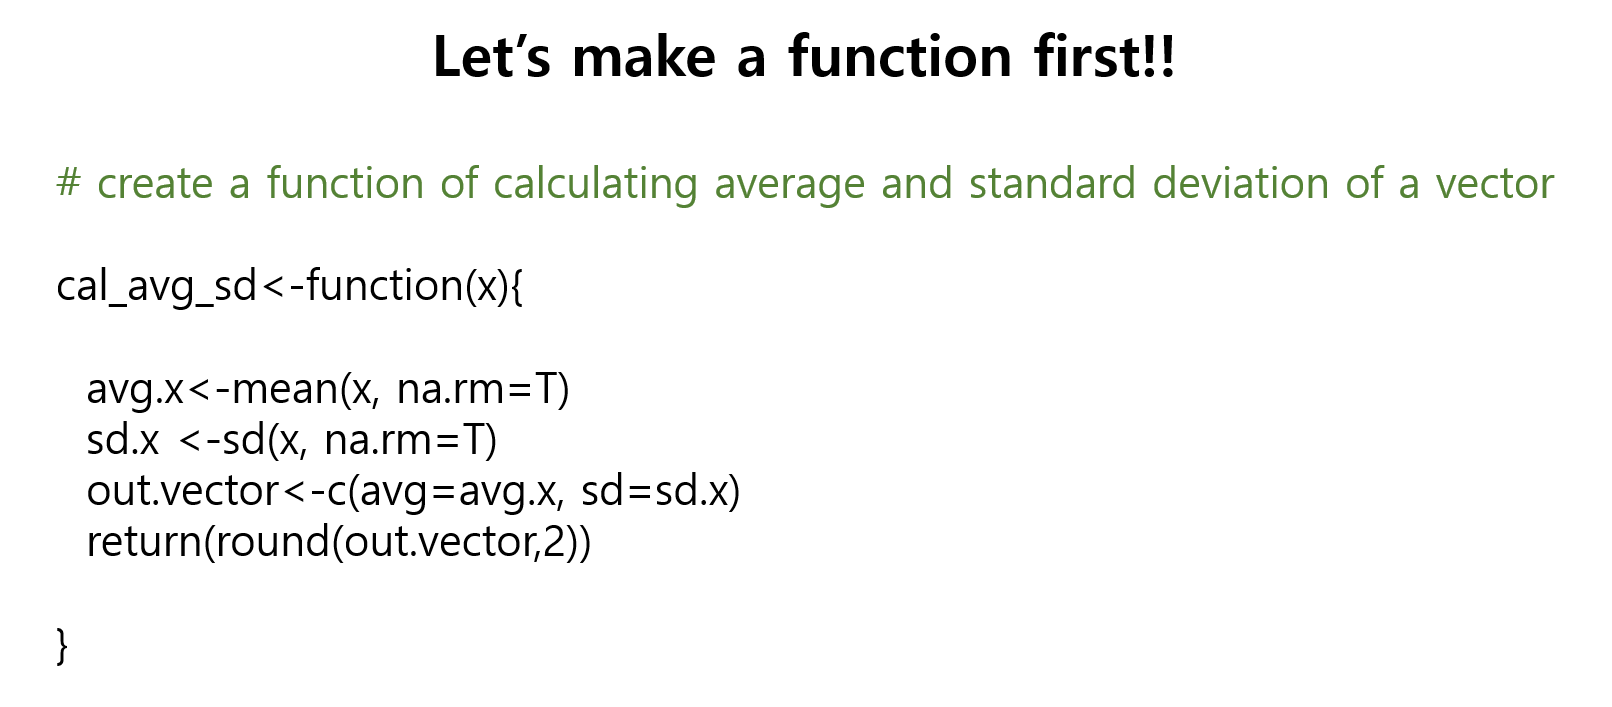 Let’s make a function first!!
# create a function of calculating average and standard deviation of a vector
cal_avg_sd<-function(x){
avg.x<-mean(x, na.rm=T)
sd.x <-sd(x, na.rm=T)
out.vector<-c(avg=avg.x, sd=sd.x)
return(round(out.vector,2))
}